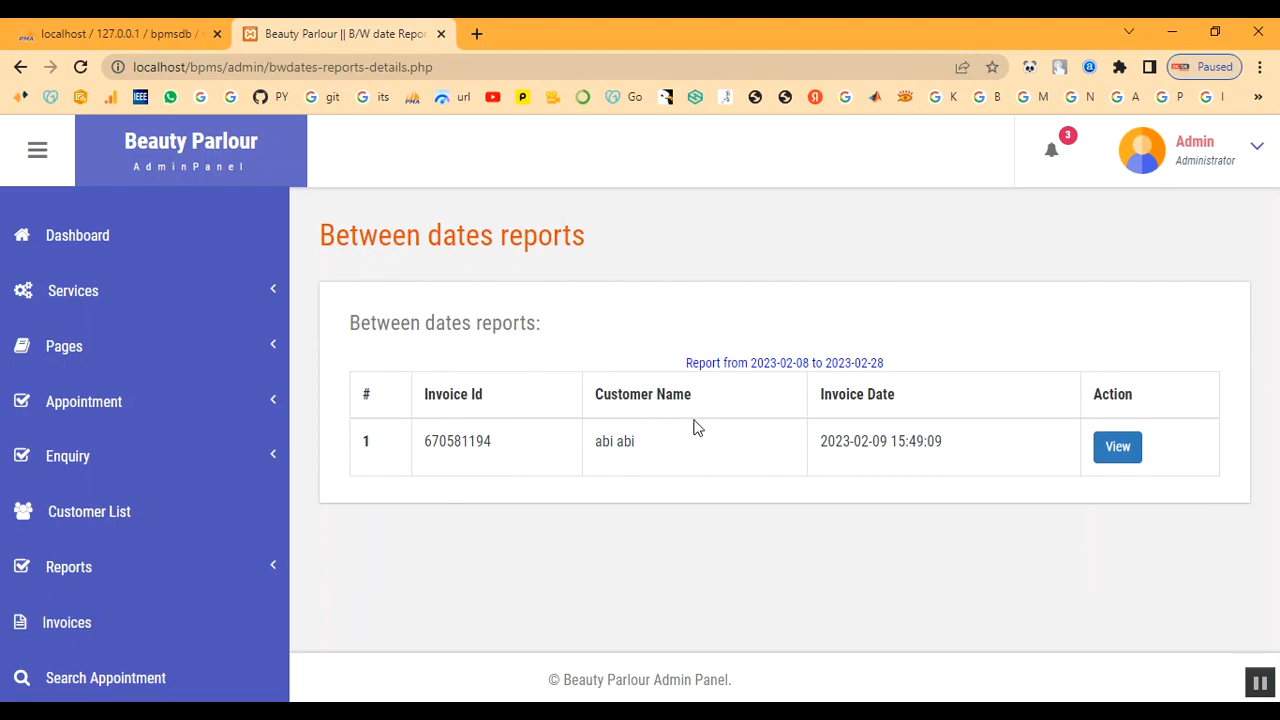 localhost / 127.0.0.1 / bpmsdb /
Beauty Parlour || B/W date Repor
localhost/bpms/admin/bwdates-reports-details.php
Paused
IEEE
PY
git
its
url
Go
K
B
M
N
A
P
I
Beauty Parlour
AdminPanel
3
Admin
Administrator
Dashboard
Services
Pages
Appointment
Enquiry
Customer List
Reports
Invoices
Search Appointment
Between dates reports
Between dates reports:
Report from 2023-02-08 to 2023-02-28
# Invoice Id Customer Name Invoice Date Action
1 670581194 abi abi 2023-02-09 15:49:09 View
© Beauty Parlour Admin Panel.